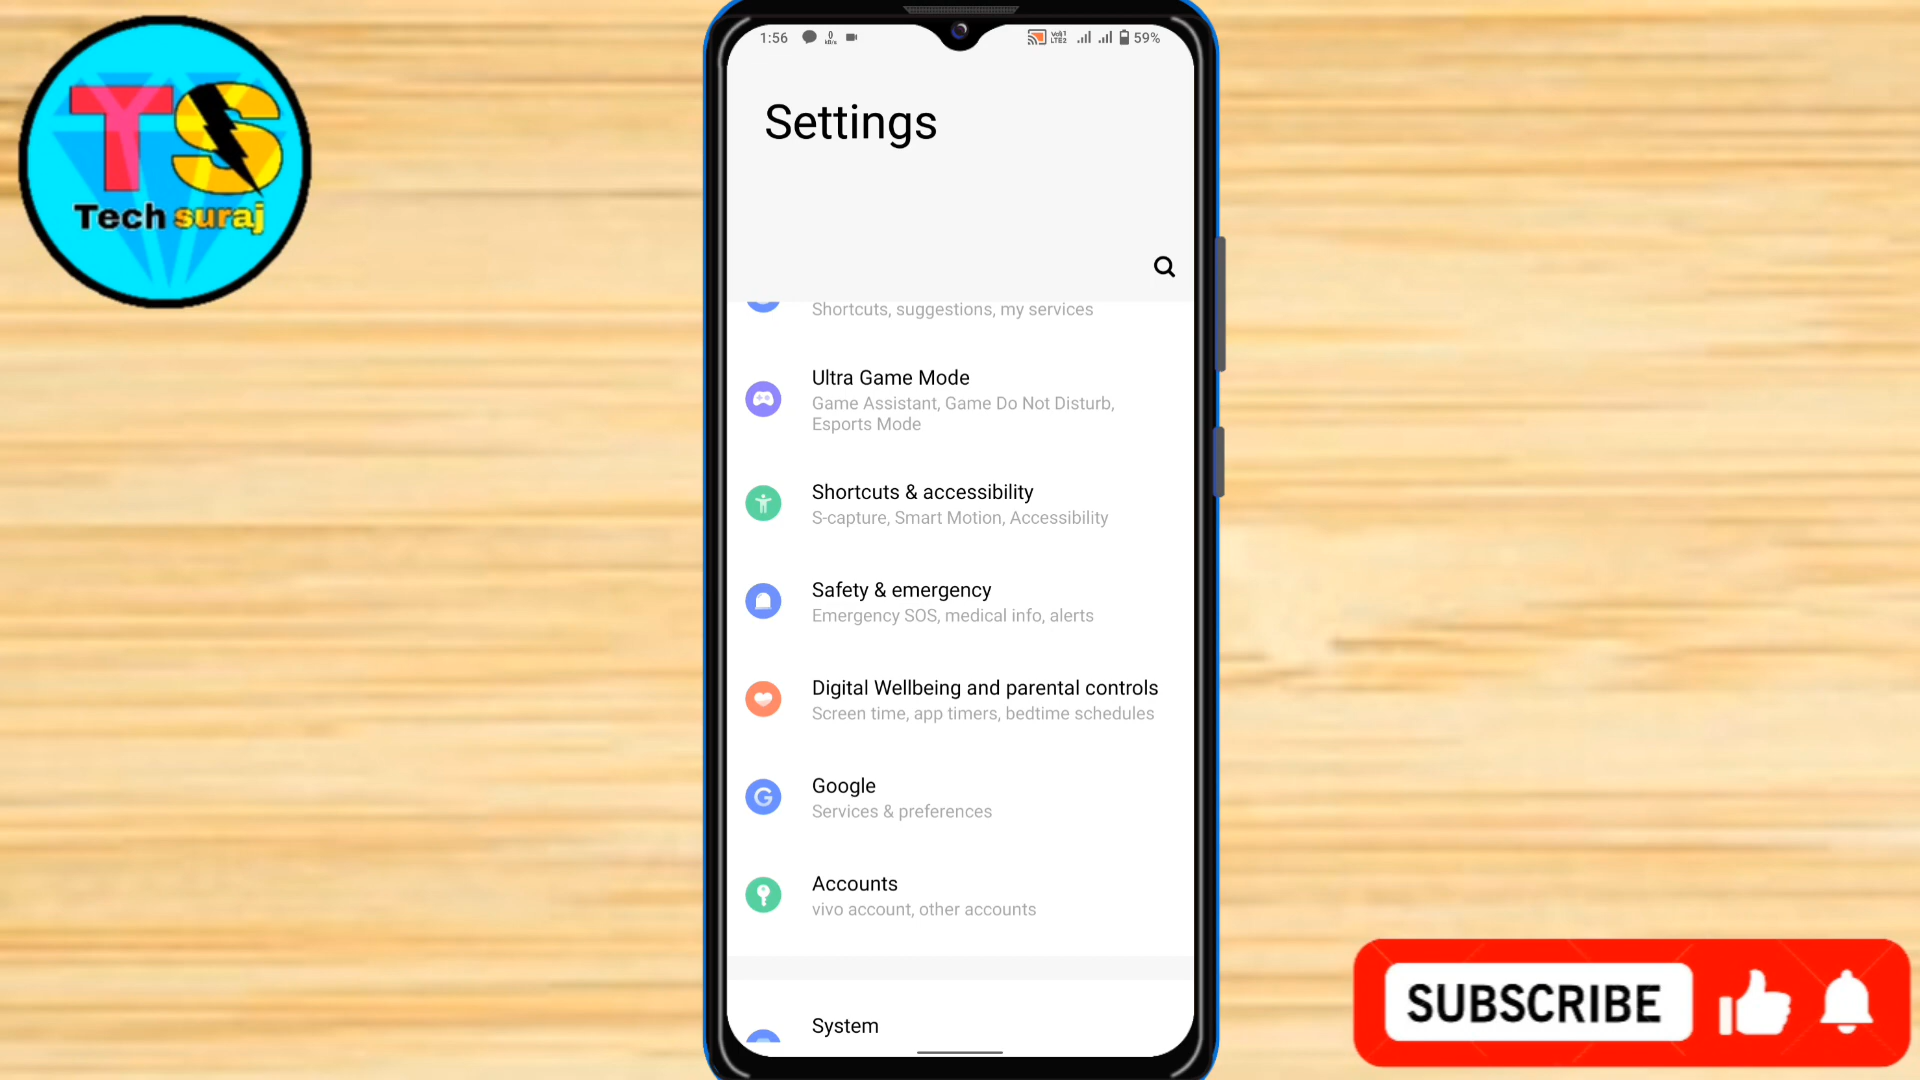 TS
Tech suraj
1:56
59%
Settings
Shortcuts, suggestions, my services
Ultra Game Mode
Game Assistant, Game Do Not Disturb,
Esports Mode
Shortcuts & accessibility
S-capture, Smart Motion, Accessibility
Safety & emergency
Emergency SOS, medical info, alerts
Digital Wellbeing and parental controls
Screen time, app timers, bedtime schedules
Google
Services & preferences
Accounts
vivo account, other accounts
System
SUBSCRIBE